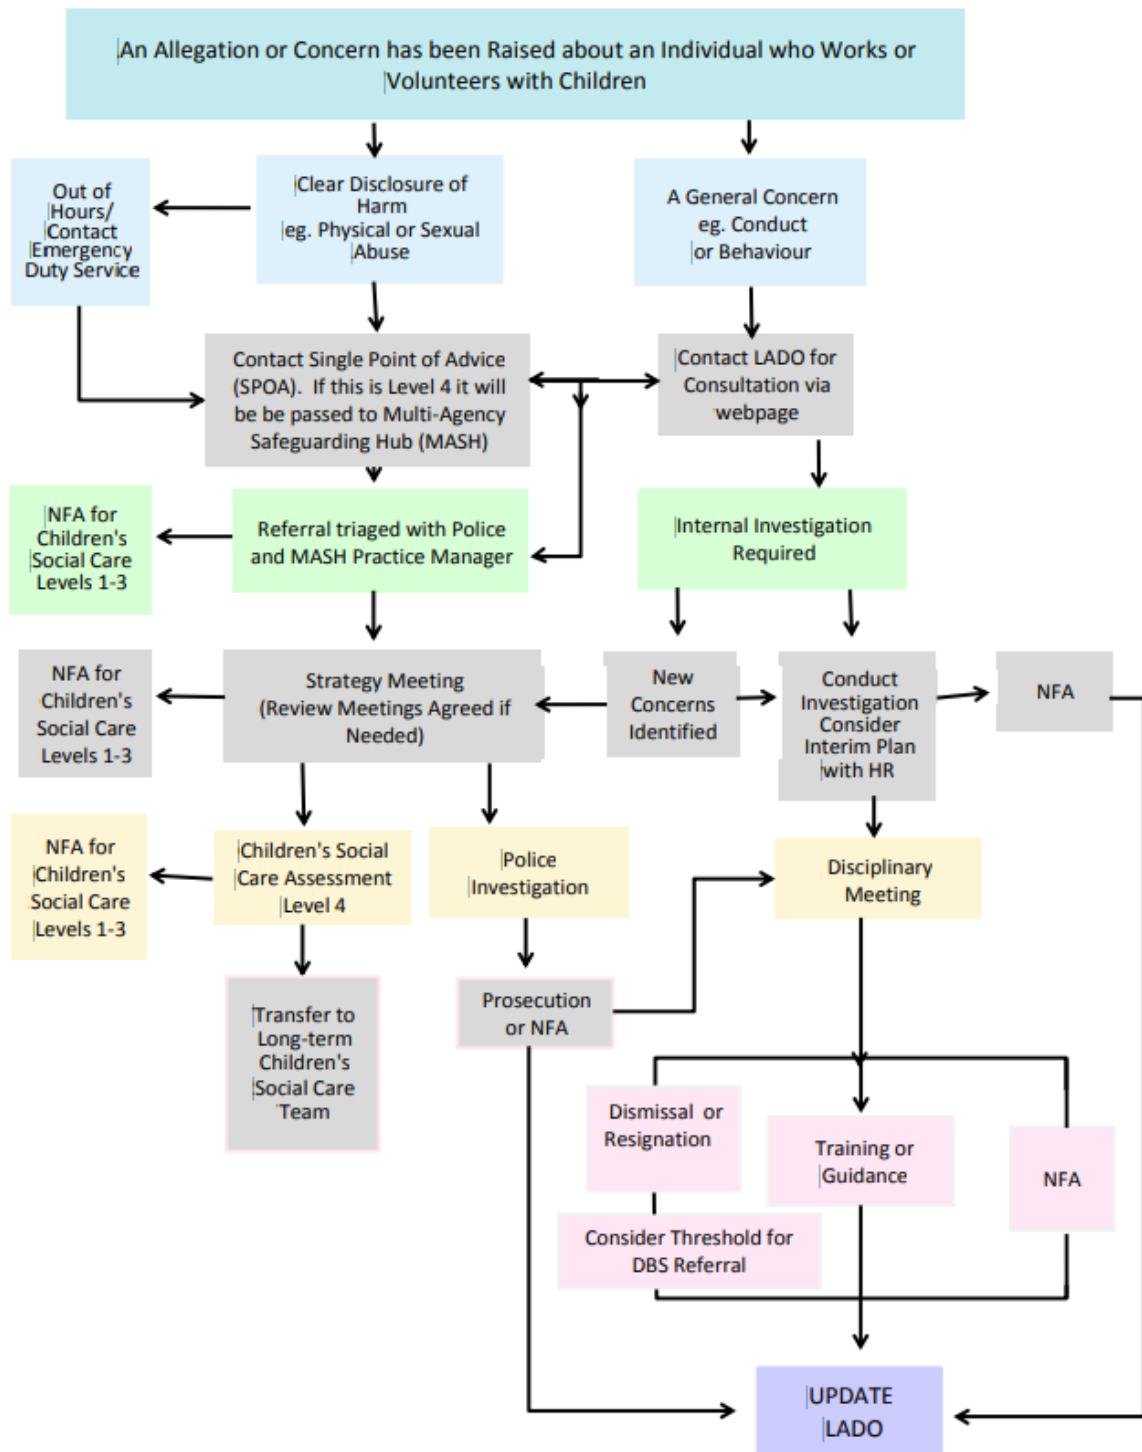 An Allegation or Concern has been Raised about an Individual who Works or
Volunteers with Children
Out of
Hours/
Contact
Emergency
Duty Service
Clear Disclosure of
Harm
eg. Physical or Sexual
Abuse
A General Concern
eg. Conduct
or Behaviour
Contact Single Point of Advice
(SPOA). If this is Level 4 it will
be be passed to Multi-Agency
Safeguarding Hub (MASH)
Contact LADO for
Consultation via
webpage
NFA for
Children's
Social Care
Levels 1-3
Referral triaged with Police
and MASH Practice Manager
Internal Investigation
Required
NFA for
Children's
Social Care
Levels 1-3
Strategy Meeting
(Review Meetings Agreed if
Needed)
New
Concerns
Identified
Conduct
Investigation
Consider
Interim Plan
with HR
NFA
NFA for
Children's
Social Care
Levels 1-3
Children's Social
Care Assessment
Level 4
Police
Investigation
Disciplinary
Meeting
Transfer to
Long-term
Children's
Social Care
Team
Prosecution
or NFA
Dismissal or
Resignation
Training or
Guidance
NFA
Consider Threshold for
DBS Referral
UPDATE
LADO